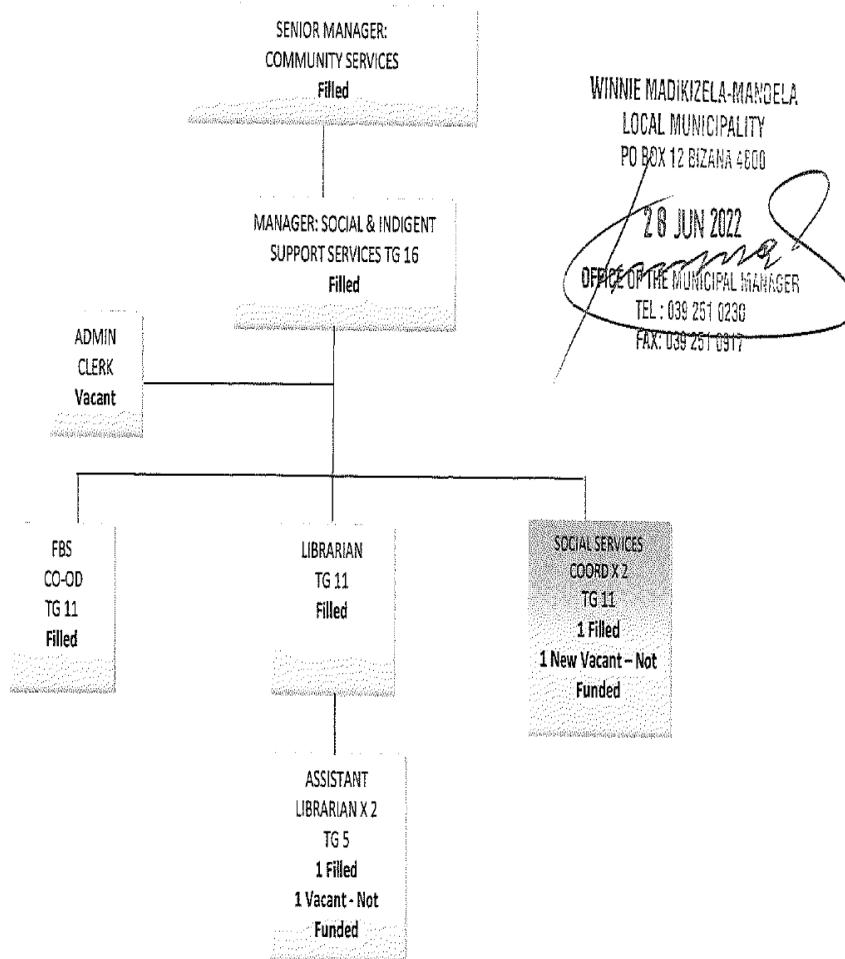 SENIOR MANAGER:
COMMUNITY SERVICES
Filled
WINNIE MADIKIZELA-MANDELA
LOCAL MUNICIPALITY
PO BOX 12 BIZANA 4800
28 JUN 2022
OFFICE OF THE MUNICIPAL MANAGER
TEL : 039 251 0230
FAX: 039 251 0917
MANAGER: SOCIAL & INDIGENT
SUPPORT SERVICES TG 16
Filled
ADMIN
CLERK
Vacant
FBS
CO-OD
TG 11
Filled
LIBRARIAN
TG 11
Filled
SOCIAL SERVICES
COORD X 2
TG 11
1 Filled
1 New Vacant – Not
Funded
ASSISTANT
LIBRARIAN X 2
TG 5
1 Filled
1 Vacant - Not
Funded